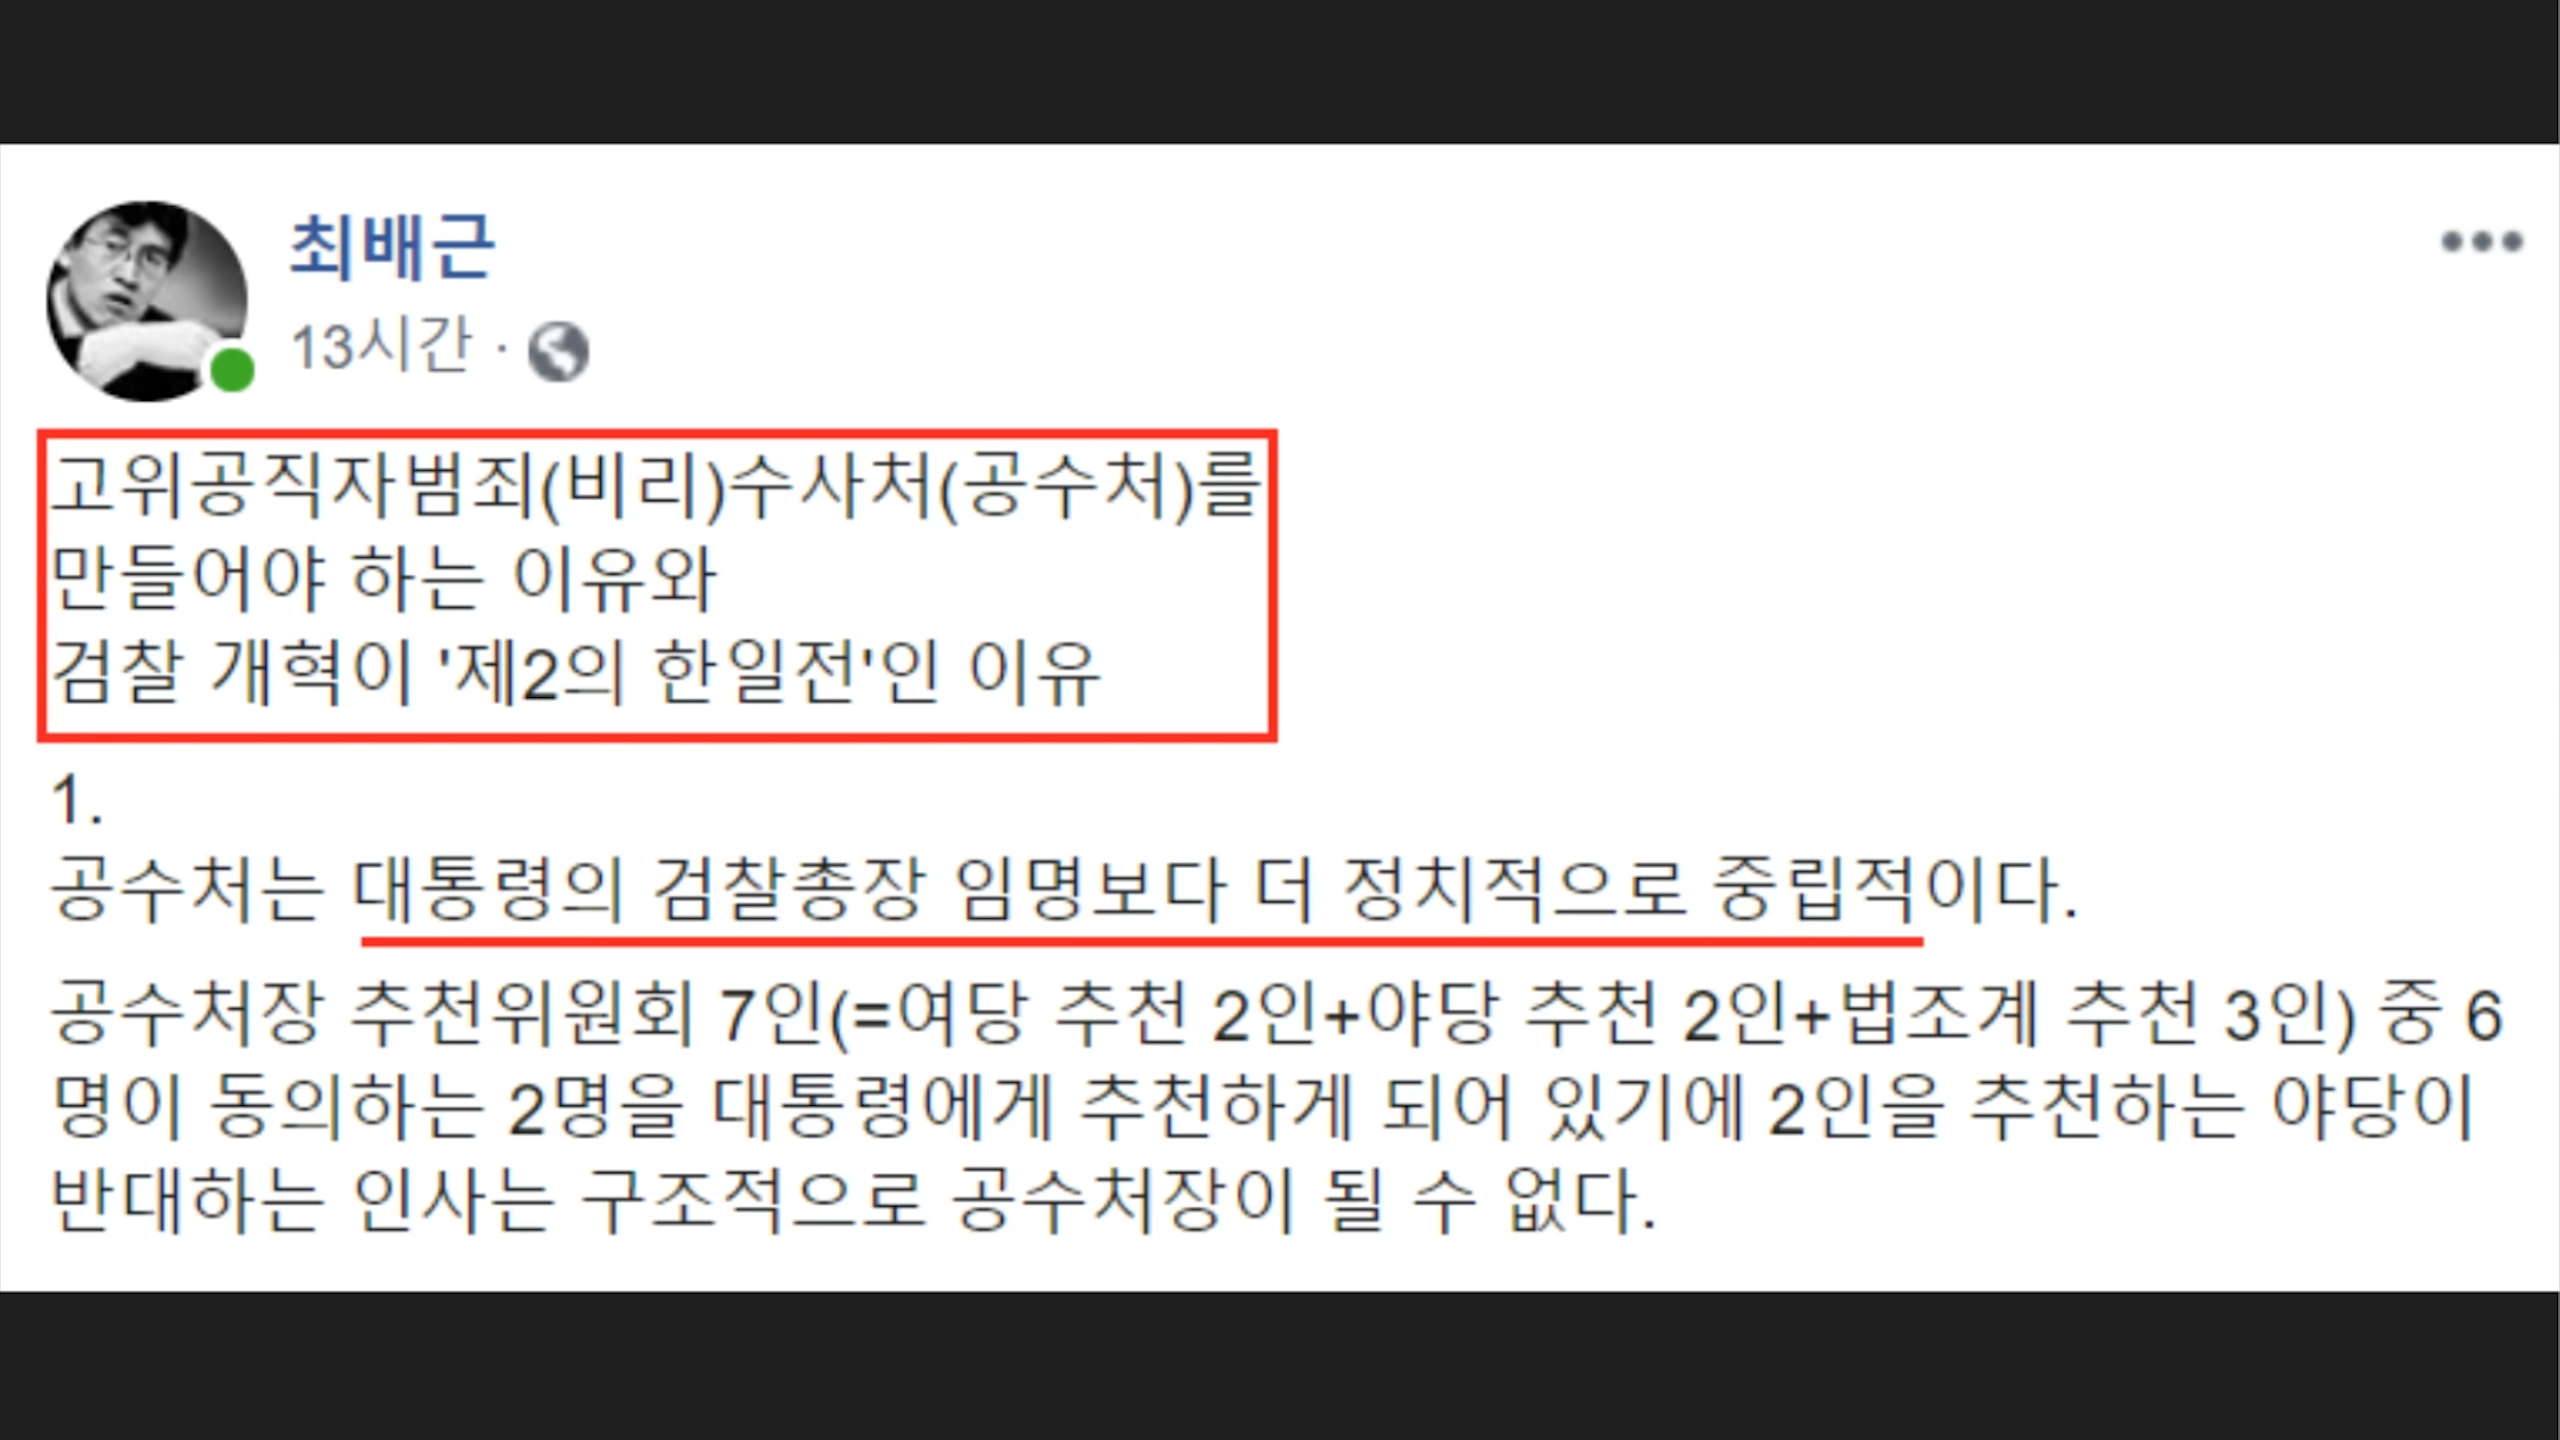 최배근
13시간 ·
고위공직자범죄(비리)수사처(공수처)를
만들어야 하는 이유와
검찰 개혁이 '제2의 한일전'인 이유
1.
공수처는 대통령의 검찰총장 임명보다 더 정치적으로 중립적이다.
공수처장 추천위원회 7인(=여당 추천 2인+야당 추천 2인+법조계 추천 3인) 중 6
명이 동의하는 2명을 대통령에게 추천하게 되어 있기에 2인을 추천하는 야당이
반대하는 인사는 구조적으로 공수처장이 될 수 없다.